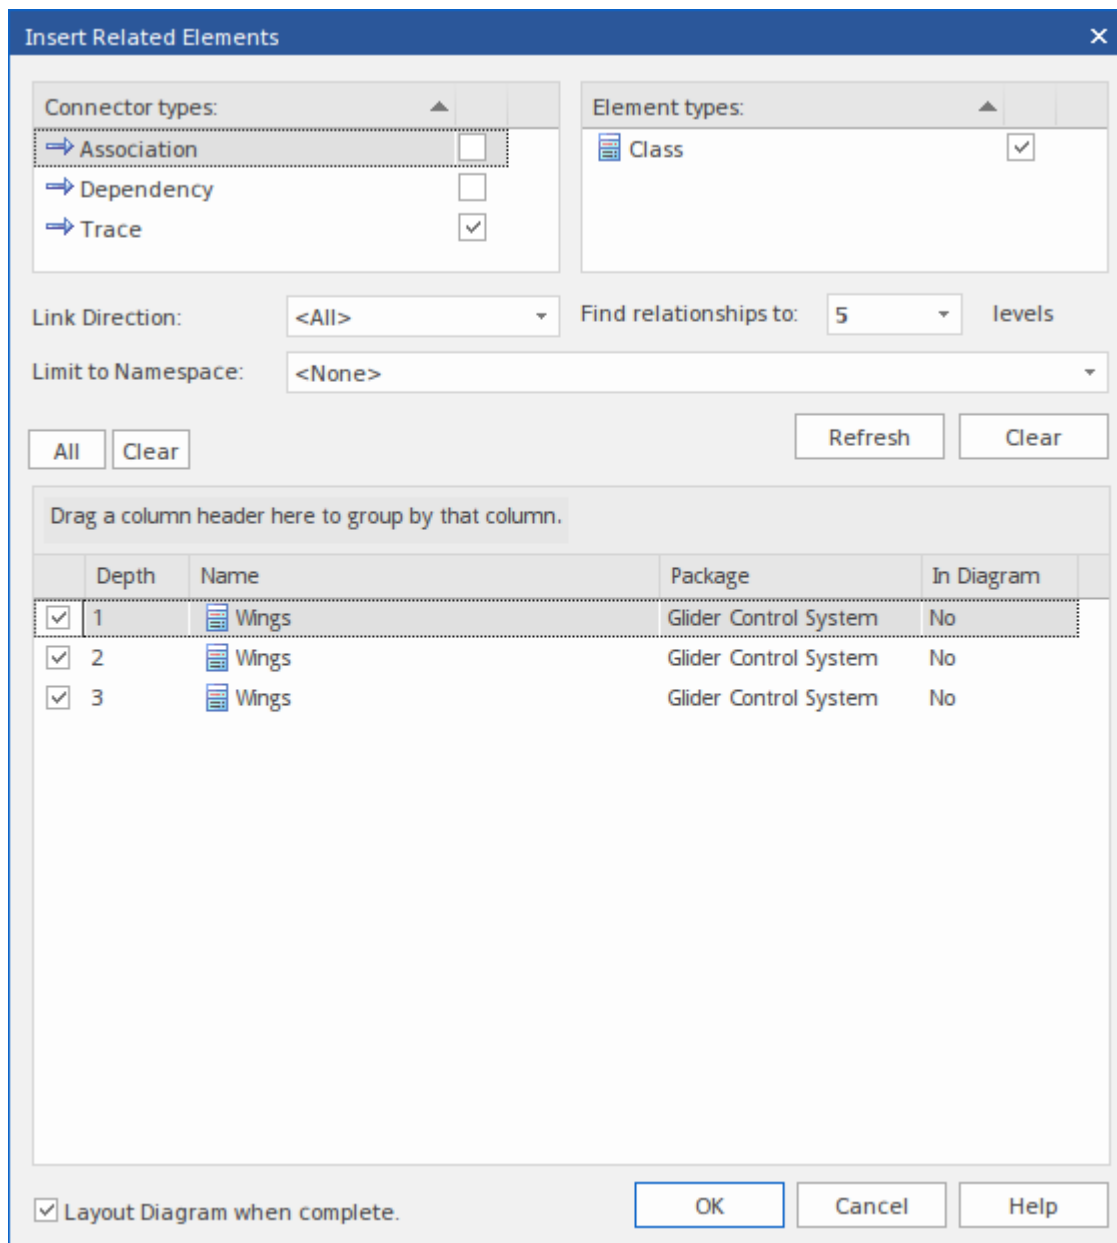 Insert Related Elements
Connector types:
Association
Dependency
Trace
Element types:
Class
Link Direction: <All> Find relationships to: 5 levels
Limit to Namespace: <None>
All Clear Refresh Clear
Drag a column header here to group by that column.
Depth Name Package In Diagram
1 Wings Glider Control System No
2 Wings Glider Control System No
3 Wings Glider Control System No
Layout Diagram when complete. OK Cancel Help